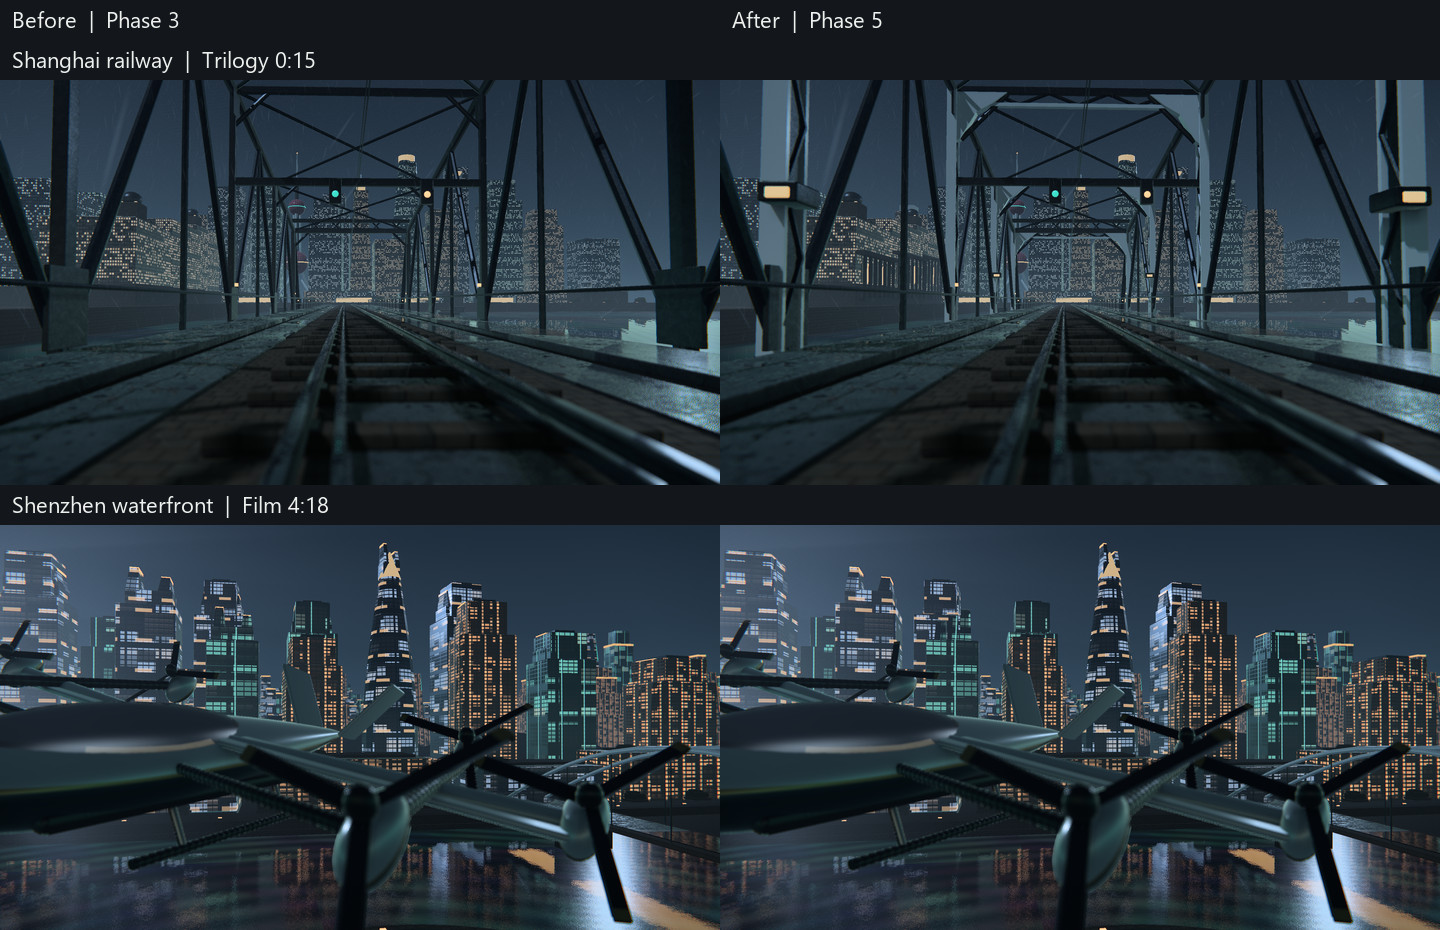 Before | Phase 3
After | Phase 5
Shanghai railway | Trilogy 0:15
Shenzhen waterfront | Film 4:18